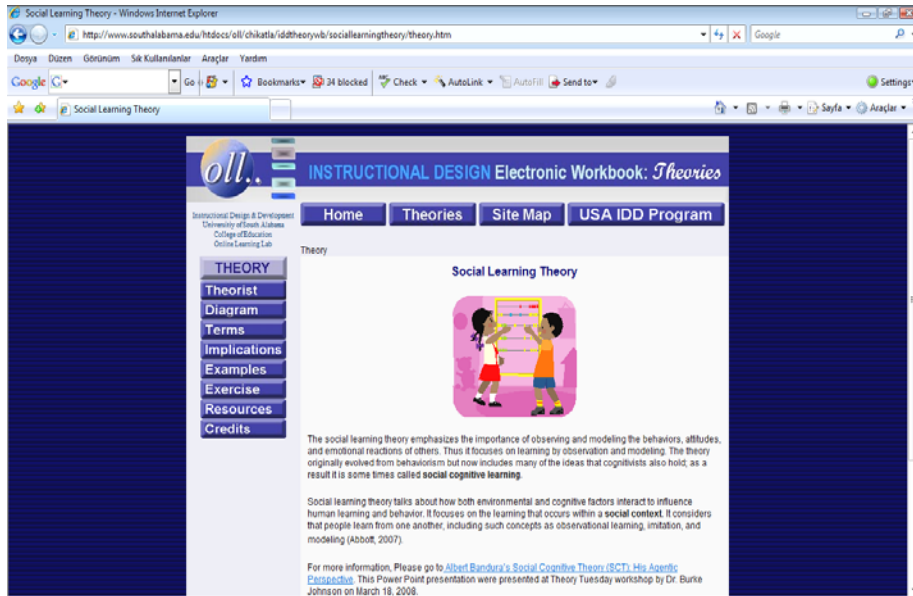 Social Learning Theory - Windows Internet Explorer
http://www.southalabama.edu/htdocs/oll/chikatla/iddtheorywb/sociallearningtheory/theory.htm
Google
Dosya Düzen Görünüm Sık Kullanılanlar Araçlar Yardım
Google G Go Bookmarks 34 blocked Check AutoLink AutoFill Send to Settings
Social Learning Theory Sayfa Araçlar
oll..
INSTRUCTIONAL DESIGN Electronic Workbook: Theories
Instructional Design & Development
University of South Alabama
College of Education
Online Learning Lab
Home Theories Site Map USA IDD Program
Theory
THEORY
Theorist
Diagram
Terms
Implications
Examples
Exercise
Resources
Credits
Social Learning Theory
The social learning theory emphasizes the importance of observing and modeling the behaviors, attitudes,
and emotional reactions of others. Thus it focuses on learning by observation and modeling. The theory
originally evolved from behaviorism but now includes many of the ideas that cognitivists also hold; as a
result it is some times called social cognitive learning.
Social learning theory talks about how both environmental and cognitive factors interact to influence
human learning and behavior. It focuses on the learning that occurs within a social context. It considers
that people learn from one another, including such concepts as observational learning, imitation, and
modeling (Abbott, 2007).
For more information, Please go to Albert Bandura's Social Cognitive Theory (SCT): His Agentic
Perspective. This Power Point presentation were presented at Theory Tuesday workshop by Dr. Burke
Johnson on March 18, 2008.